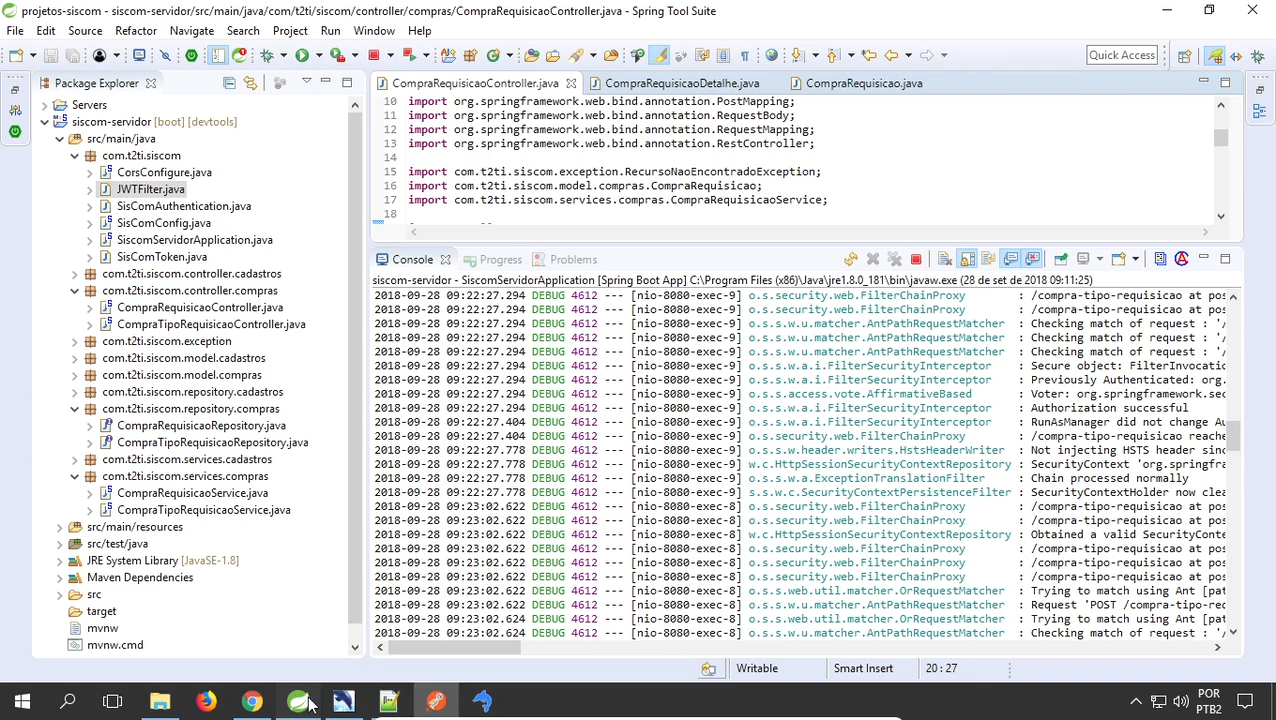 projetos-siscom - siscom-servidor/src/main/java/com/t2ti/siscom/controller/compras/CompraRequisicaoController.java - Spring Tool Suite
File Edit Source Refactor Navigate Search Project Run Window Help
Quick Access
Package Explorer
Servers
siscom-servidor [boot] [devtools]
src/main/java
com.t2ti.siscom
CorsConfigure.java
JWTFilter.java
SisComAuthentication.java
SisComConfig.java
SiscomServidorApplication.java
SisComToken.java
com.t2ti.siscom.controller.cadastros
com.t2ti.siscom.controller.compras
CompraRequisicaoController.java
CompraTipoRequisicaoController.java
com.t2ti.siscom.exception
com.t2ti.siscom.model.cadastros
com.t2ti.siscom.model.compras
com.t2ti.siscom.repository.cadastros
com.t2ti.siscom.repository.compras
CompraRequisicaoRepository.java
CompraTipoRequisicaoRepository.java
com.t2ti.siscom.services.cadastros
com.t2ti.siscom.services.compras
CompraRequisicaoService.java
CompraTipoRequisicaoService.java
src/main/resources
src/test/java
JRE System Library [JavaSE-1.8]
Maven Dependencies
src
target
mvnw
mvnw.cmd
CompraRequisicaoController.java CompraRequisicaoDetalhe.java CompraRequisicao.java
10 import org.springframework.web.bind.annotation.PostMapping;
11 import org.springframework.web.bind.annotation.RequestBody;
12 import org.springframework.web.bind.annotation.RequestMapping;
13 import org.springframework.web.bind.annotation.RestController;
14
15 import com.t2ti.siscom.exception.RecursoNaoEncontradoException;
16 import com.t2ti.siscom.model.compras.CompraRequisicao;
17 import com.t2ti.siscom.services.compras.CompraRequisicaoService;
18
Console Progress Problems
siscom-servidor - SiscomServidorApplication [Spring Boot App] C:\Program Files (x86)\Java\jre1.8.0_181\bin\javaw.exe (28 de set de 2018 09:11:25)
2018-09-28 09:22:27.294 DEBUG 4612 --- [nio-8080-exec-9] o.s.security.web.FilterChainProxy : /compra-tipo-requisicao at pos
2018-09-28 09:22:27.294 DEBUG 4612 --- [nio-8080-exec-9] o.s.security.web.FilterChainProxy : /compra-tipo-requisicao at pos
2018-09-28 09:22:27.294 DEBUG 4612 --- [nio-8080-exec-9] o.s.s.w.u.matcher.AntPathRequestMatcher : Checking match of request : '/
2018-09-28 09:22:27.294 DEBUG 4612 --- [nio-8080-exec-9] o.s.s.w.u.matcher.AntPathRequestMatcher : Checking match of request : '/
2018-09-28 09:22:27.294 DEBUG 4612 --- [nio-8080-exec-9] o.s.s.w.u.matcher.AntPathRequestMatcher : Checking match of request : '/
2018-09-28 09:22:27.294 DEBUG 4612 --- [nio-8080-exec-9] o.s.s.w.a.i.FilterSecurityInterceptor : Secure object: FilterInvocatio
2018-09-28 09:22:27.294 DEBUG 4612 --- [nio-8080-exec-9] o.s.s.w.a.i.FilterSecurityInterceptor : Previously Authenticated: org.
2018-09-28 09:22:27.294 DEBUG 4612 --- [nio-8080-exec-9] o.s.s.access.vote.AffirmativeBased : Voter: org.springframework.sec
2018-09-28 09:22:27.294 DEBUG 4612 --- [nio-8080-exec-9] o.s.s.w.a.i.FilterSecurityInterceptor : Authorization successful
2018-09-28 09:22:27.404 DEBUG 4612 --- [nio-8080-exec-9] o.s.s.w.a.i.FilterSecurityInterceptor : RunAsManager did not change Au
2018-09-28 09:22:27.404 DEBUG 4612 --- [nio-8080-exec-9] o.s.security.web.FilterChainProxy : /compra-tipo-requisicao reache
2018-09-28 09:22:27.778 DEBUG 4612 --- [nio-8080-exec-9] o.s.s.w.header.writers.HstsHeaderWriter : Not injecting HSTS header sinc
2018-09-28 09:22:27.778 DEBUG 4612 --- [nio-8080-exec-9] w.c.HttpSessionSecurityContextRepository : SecurityContext 'org.springfra
2018-09-28 09:22:27.778 DEBUG 4612 --- [nio-8080-exec-9] o.s.s.w.a.ExceptionTranslationFilter : Chain processed normally
2018-09-28 09:22:27.778 DEBUG 4612 --- [nio-8080-exec-9] s.s.w.c.SecurityContextPersistenceFilter : SecurityContextHolder now clea
2018-09-28 09:23:02.622 DEBUG 4612 --- [nio-8080-exec-8] o.s.security.web.FilterChainProxy : /compra-tipo-requisicao at pos
2018-09-28 09:23:02.622 DEBUG 4612 --- [nio-8080-exec-8] o.s.security.web.FilterChainProxy : /compra-tipo-requisicao at pos
2018-09-28 09:23:02.622 DEBUG 4612 --- [nio-8080-exec-8] w.c.HttpSessionSecurityContextRepository : Obtained a valid SecurityConte
2018-09-28 09:23:02.622 DEBUG 4612 --- [nio-8080-exec-8] o.s.security.web.FilterChainProxy : /compra-tipo-requisicao at pos
2018-09-28 09:23:02.622 DEBUG 4612 --- [nio-8080-exec-8] o.s.security.web.FilterChainProxy : /compra-tipo-requisicao at pos
2018-09-28 09:23:02.622 DEBUG 4612 --- [nio-8080-exec-8] o.s.security.web.FilterChainProxy : /compra-tipo-requisicao at pos
2018-09-28 09:23:02.622 DEBUG 4612 --- [nio-8080-exec-8] o.s.s.web.util.matcher.OrRequestMatcher : Trying to match using Ant [pat
2018-09-28 09:23:02.622 DEBUG 4612 --- [nio-8080-exec-8] o.s.s.w.u.matcher.AntPathRequestMatcher : Request 'POST /compra-tipo-rec
2018-09-28 09:23:02.624 DEBUG 4612 --- [nio-8080-exec-8] o.s.s.web.util.matcher.OrRequestMatcher : Trying to match using Ant [pat
2018-09-28 09:23:02.624 DEBUG 4612 --- [nio-8080-exec-8] o.s.s.w.u.matcher.AntPathRequestMatcher : Checking match of request : '/
Writable Smart Insert 20 : 27
POR
PTB2